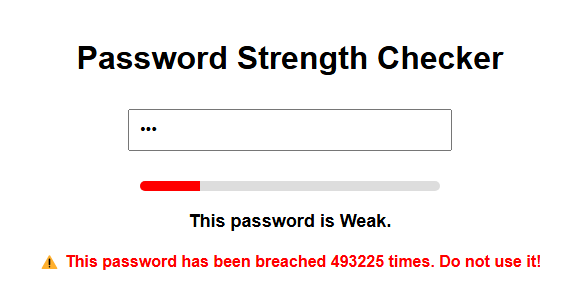 Password Strength Checker
•••
This password is Weak.
⚠️ This password has been breached 493225 times. Do not use it!